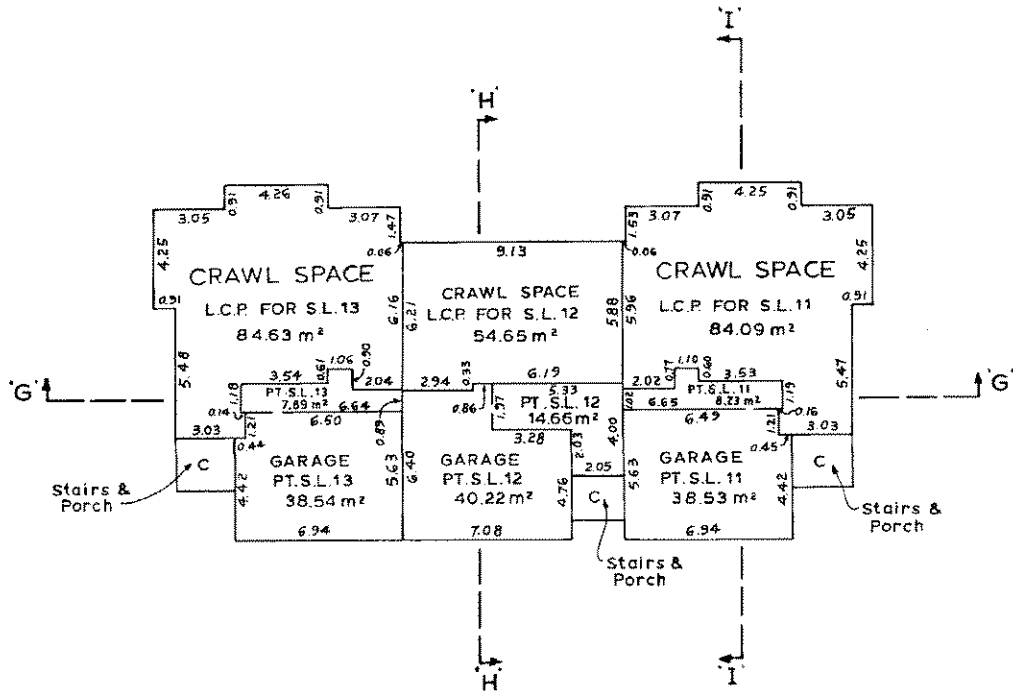 'I'
'H'
4.26
0.91
0.91
3.05
3.07
4.25
0.91
1.47
0.06
CRAWL SPACE
L.C.P. FOR S.L. 13
84.63 m²
5.48
6.16
3.54
0.61
1.06
0.90
2.04
1.18
PT. S.L. 13
7.89 m²
6.64
0.14
6.50
0.89
3.03
1.21
0.44
C
Stairs &
Porch
GARAGE
PT. S.L. 13
38.54 m²
4.42
5.63
6.94
9.13
6.21
CRAWL SPACE
L.C.P. FOR S.L. 12
54.65 m²
5.88
2.94
0.33
6.19
0.86
5.33
PT. S.L. 12
14.66 m²
1.97
3.28
4.00
2.03
2.05
6.40
GARAGE
PT. S.L. 12
40.22 m²
4.76
C
7.08
Stairs &
Porch
4.25
0.91
0.91
3.07
3.05
1.53
0.06
4.25
0.91
CRAWL SPACE
L.C.P. FOR S.L. 11
84.09 m²
5.96
5.47
2.02
0.77
1.10
0.60
3.53
PT. S.L. 11
8.23 m²
1.19
1.02
6.65
6.49
0.16
1.21
0.45
3.03
5.63
GARAGE
PT. S.L. 11
38.53 m²
4.42
C
6.94
Stairs &
Porch
'G'
'G'
'H'
'I'